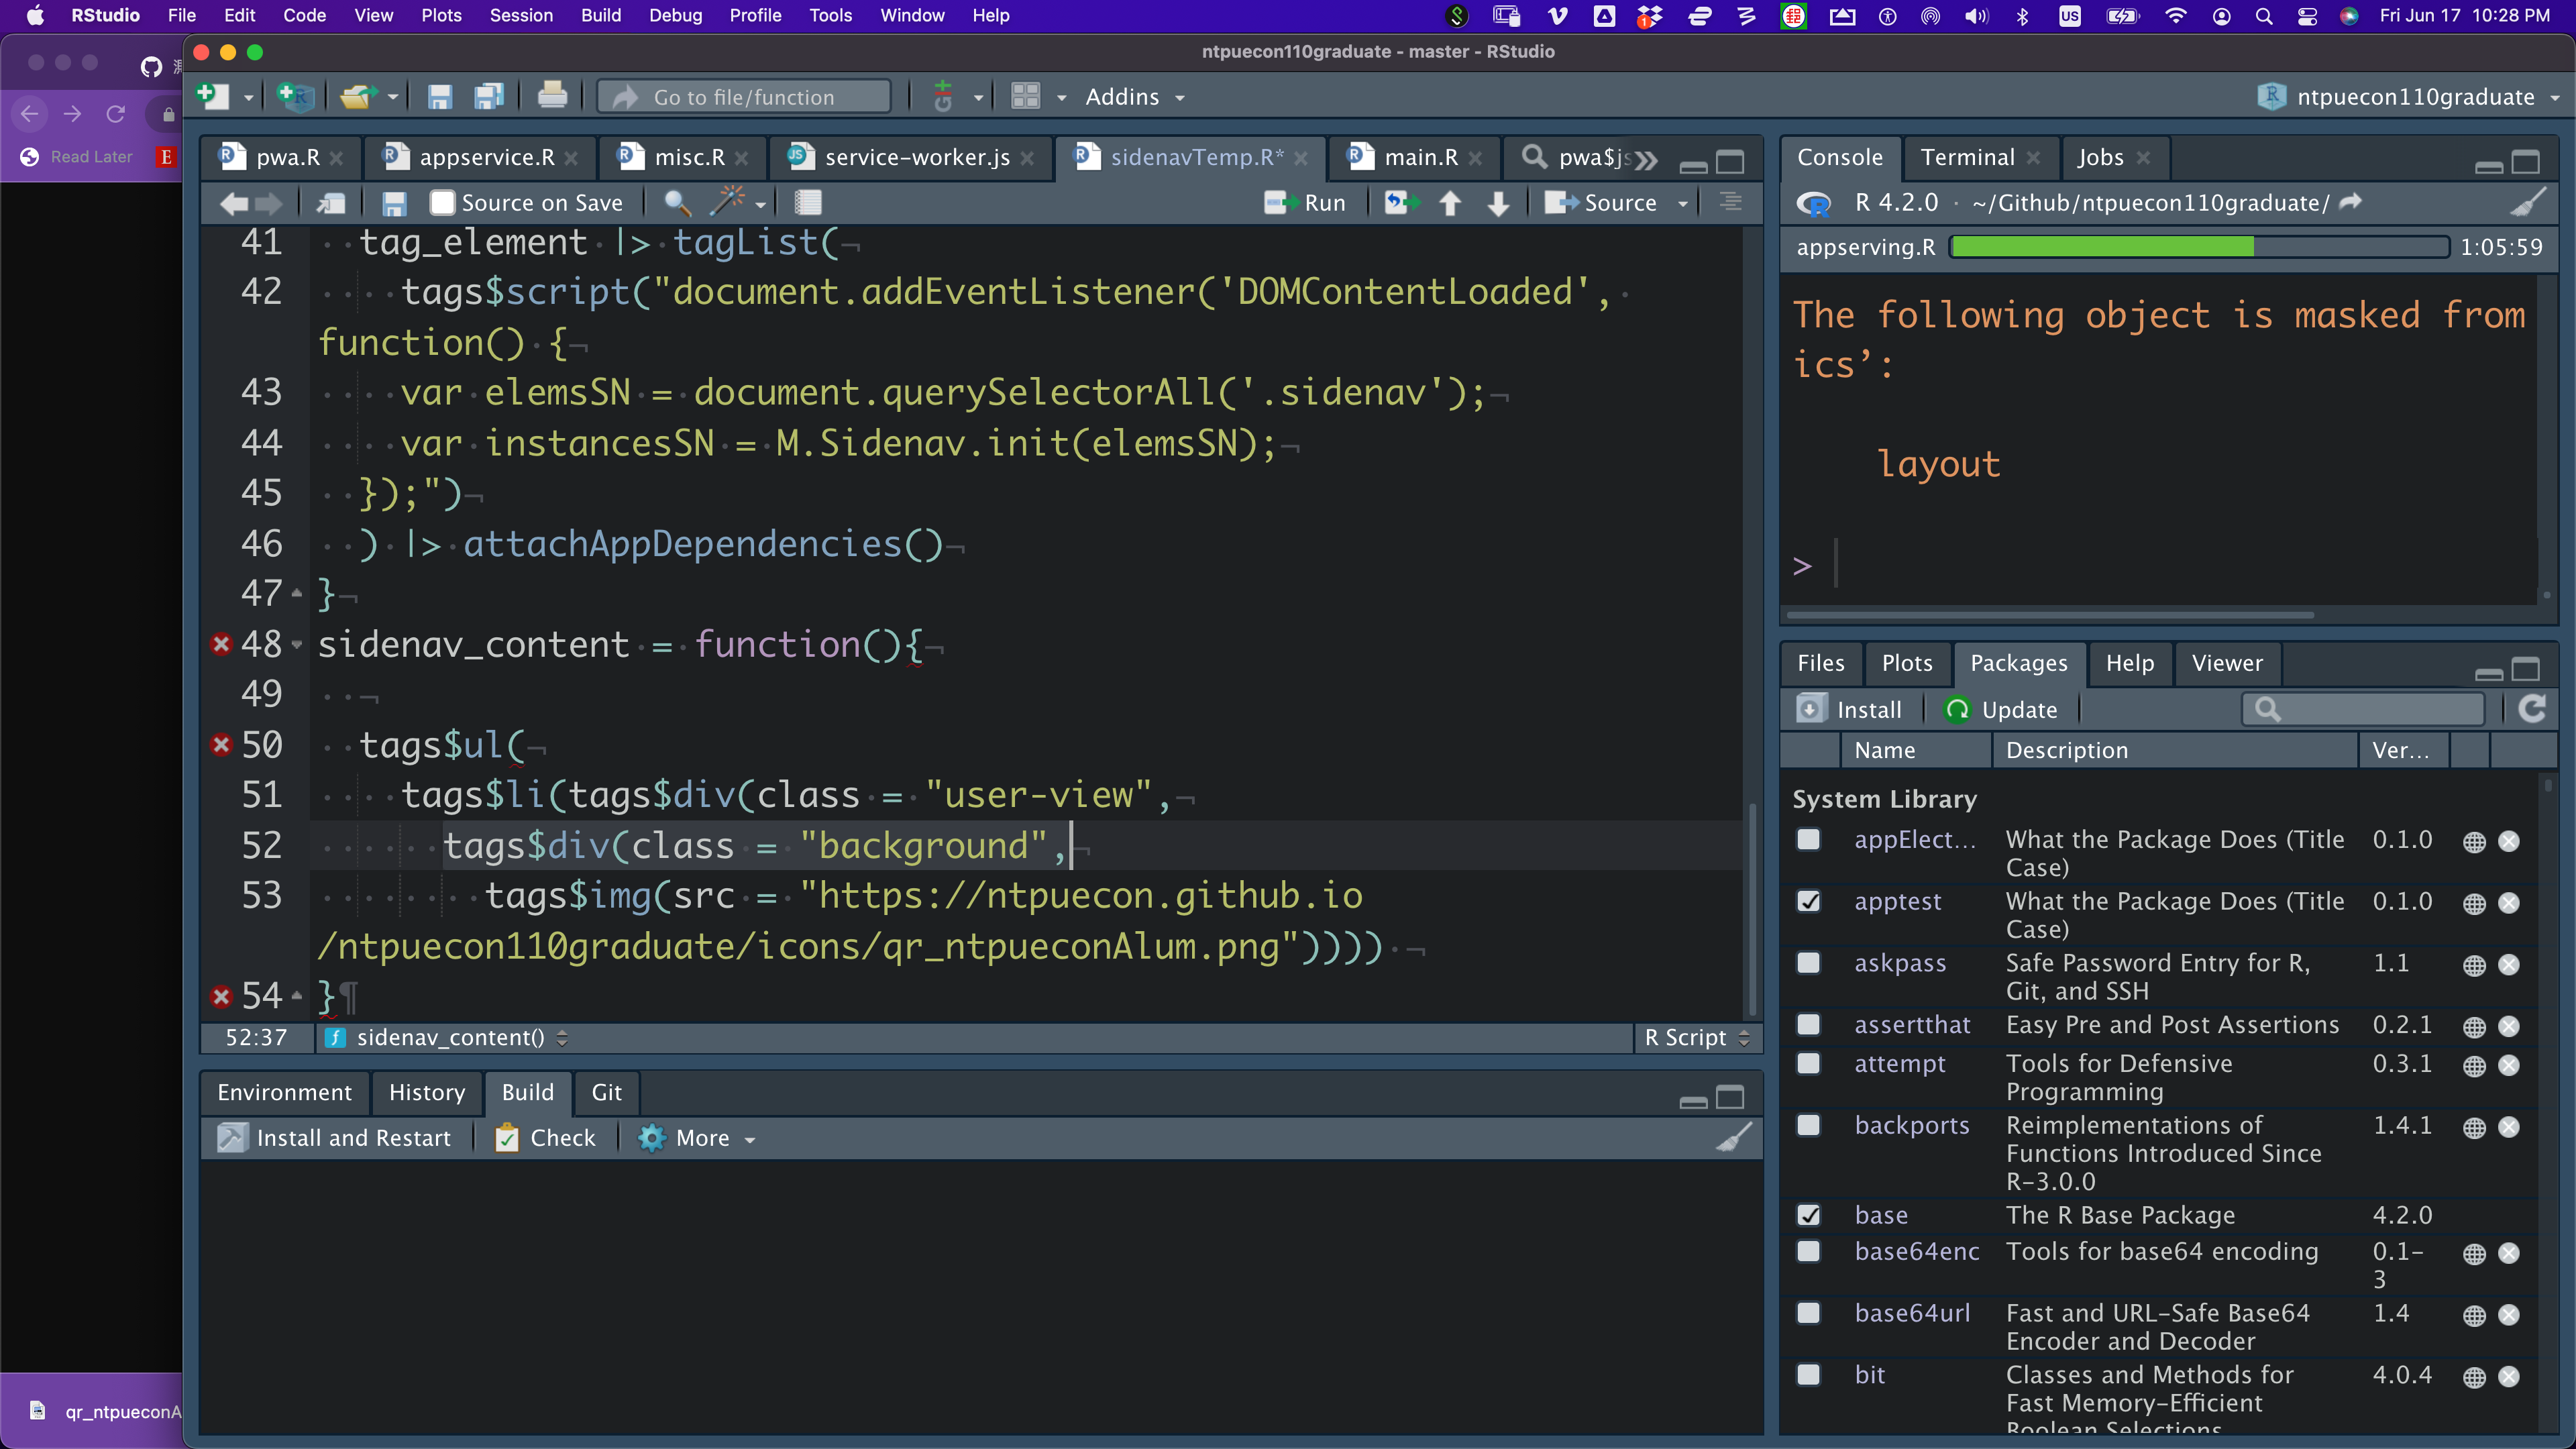 RStudio File Edit Code View Plots Session Build Debug Profile Tools Window Help
US
Fri Jun 17 10:28 PM
ntpuecon110graduate - master - RStudio
Go to file/function
Addins
ntpuecon110graduate
Read Later
E
pwa.R
appservice.R
misc.R
service-worker.js
sidenavTemp.R*
main.R
pwa$js
Source on Save
Run
Source
41 tag_element |> tagList(¬
42 tags$script("document.addEventListener('DOMContentLoaded',
function() {¬
43 var elemsSN = document.querySelectorAll('.sidenav');¬
44 var instancesSN = M.Sidenav.init(elemsSN);¬
45 });")¬
46 ) |> attachAppDependencies()¬
47 }¬
48 sidenav_content = function(){¬
49 ¬
50 tags$ul(¬
51 tags$li(tags$div(class = "user-view",¬
52 tags$div(class = "background",¬
53 tags$img(src = "https://ntpuecon.github.io
/ntpuecon110graduate/icons/qr_ntpueconAlum.png")))) ¬
54 }¶
52:37 sidenav_content() R Script
Environment History Build Git
Install and Restart Check More
Console Terminal Jobs
R 4.2.0 · ~/Github/ntpuecon110graduate/
appserving.R 1:05:59
The following object is masked from
ics’:
layout
>
Files Plots Packages Help Viewer
Install Update
Name Description Ver...
System Library
appElect... What the Package Does (Title Case) 0.1.0
apptest What the Package Does (Title Case) 0.1.0
askpass Safe Password Entry for R, Git, and SSH 1.1
assertthat Easy Pre and Post Assertions 0.2.1
attempt Tools for Defensive Programming 0.3.1
backports Reimplementations of Functions Introduced Since R-3.0.0 1.4.1
base The R Base Package 4.2.0
base64enc Tools for base64 encoding 0.1-3
base64url Fast and URL-Safe Base64 Encoder and Decoder 1.4
bit Classes and Methods for Fast Memory-Efficient Boolean Selections 4.0.4
qr_ntpueconA